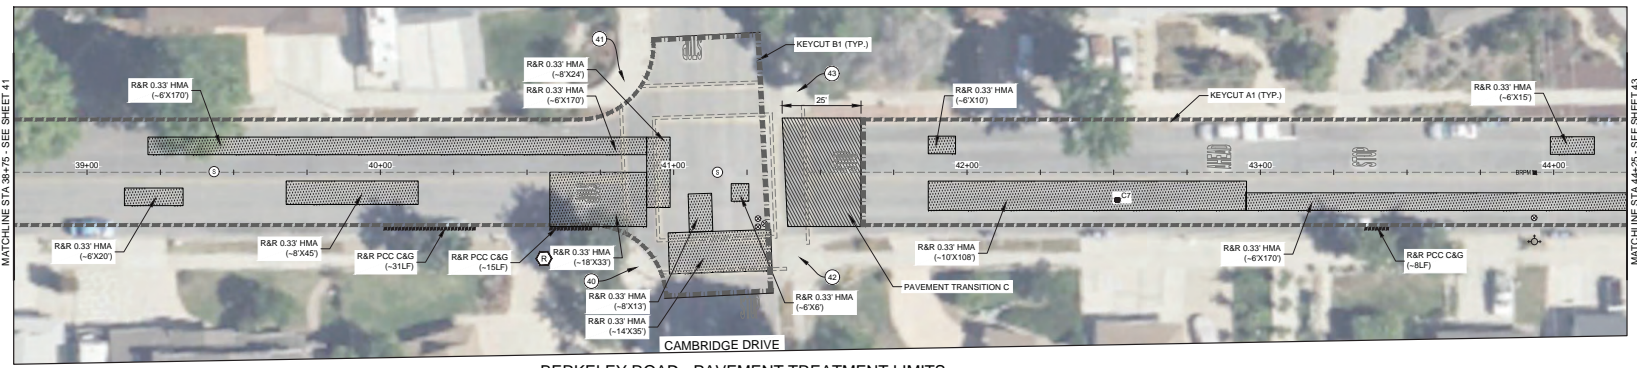 MATCHLINE STA 38+75 - SEE SHEET 41
R&R 0.33' HMA
(~6'X170')
R&R 0.33' HMA
(~8'X24')
R&R 0.33' HMA
(~6'X170')
41
KEYCUT B1 (TYP.)
43
25'
R&R 0.33' HMA
(~6'X10')
KEYCUT A1 (TYP.)
R&R 0.33' HMA
(~6'X15')
MATCHLINE STA 44+25 - SEE SHEET 43
39+00
40+00
41+00
42+00
43+00
44+00
S
S
BRPM
C7
STOP
AHEAD
STOP
R&R 0.33' HMA
(~6'X20')
R&R 0.33' HMA
(~8'X45')
R&R PCC C&G
(~31LF)
R&R PCC C&G
(~15LF)
R
R&R 0.33' HMA
(~18'X33')
40
R&R 0.33' HMA
(~8'X13')
R&R 0.33' HMA
(~14'X35')
42
R&R 0.33' HMA
(~6'X6')
PAVEMENT TRANSITION C
R&R 0.33' HMA
(~10'X108')
R&R 0.33' HMA
(~6'X170')
R&R PCC C&G
(~8LF)
CAMBRIDGE DRIVE
BERKELEY ROAD - PAVEMENT TREATMENT LIMITS